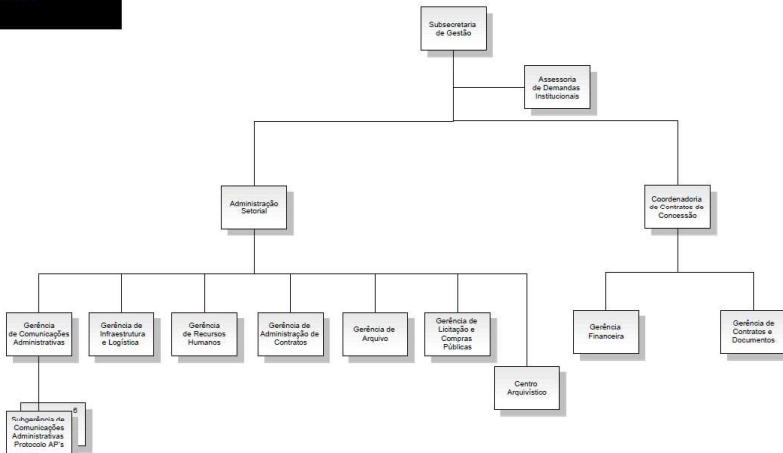 Subsecretaria
de Gestão
Assessoria
de Demandas
Institucionais
Administração
Setorial
Coordenadoria
de Contratos de
Concessão
Gerência
de Comunicações
Administrativas
Gerência de
Infraestrutura
e Logística
Gerência
de Recursos
Humanos
Gerência de
Administração de
Contratos
Gerência de
Arquivo
Gerência de
Licitação e
Compras
Públicas
Gerência
Financeira
Gerência de
Contratos e
Documentos
Centro
Arquivístico
6
Subgerência de
Comunicações
Administrativas
Protocolo AP's